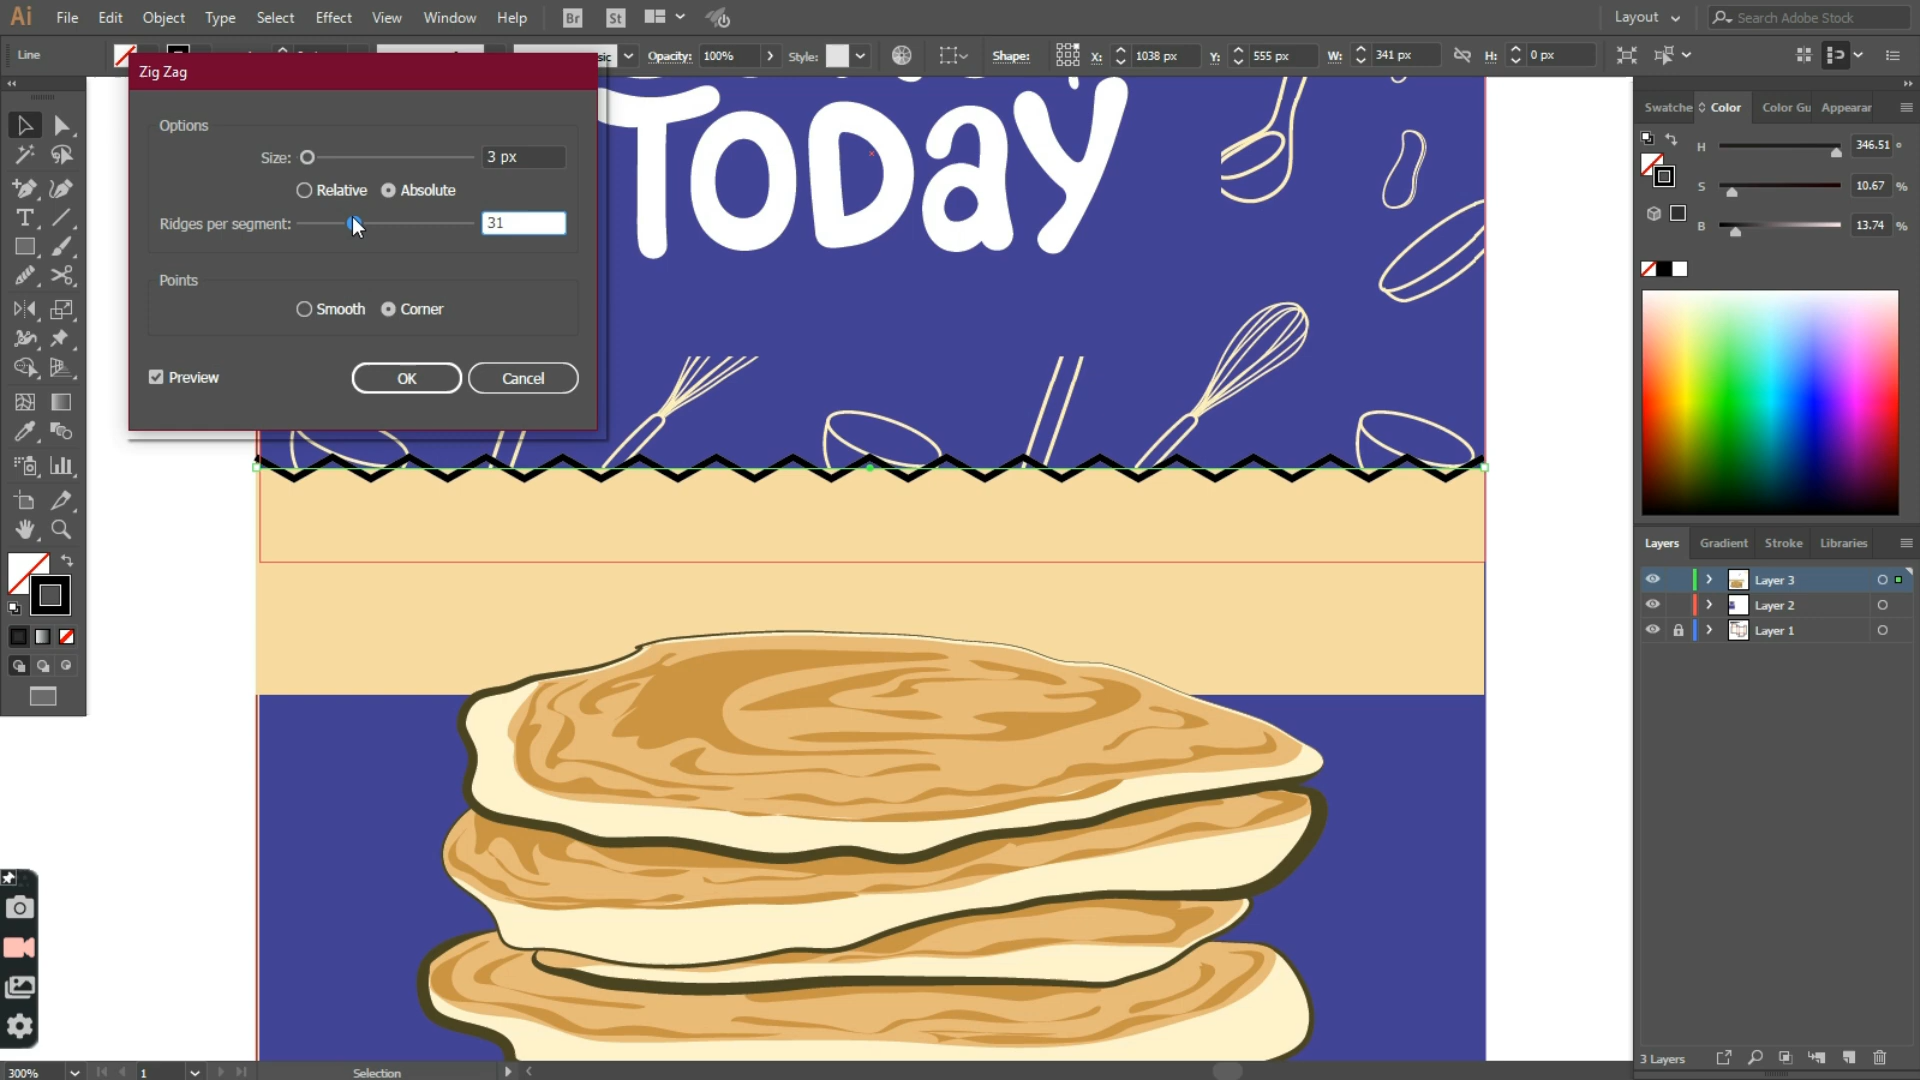 Ai File Edit Object Type Select Effect View Window Help Br St Layout Search Adobe Stock
Line Opacity: 100% Style: Shape: X: 1038 px Y: 555 px W: 341 px H: 0 px
Zig Zag
Options
Size: 3 px
Relative Absolute
Ridges per segment: 31
Points
Smooth Corner
Preview OK Cancel
TODaY
Swatche Color Color Gu Appearar
H 346.51 °
S 10.67 %
B 13.74 %
Layers Gradient Stroke Libraries
Layer 3
Layer 2
Layer 1
3 Layers
300% 1 Selection